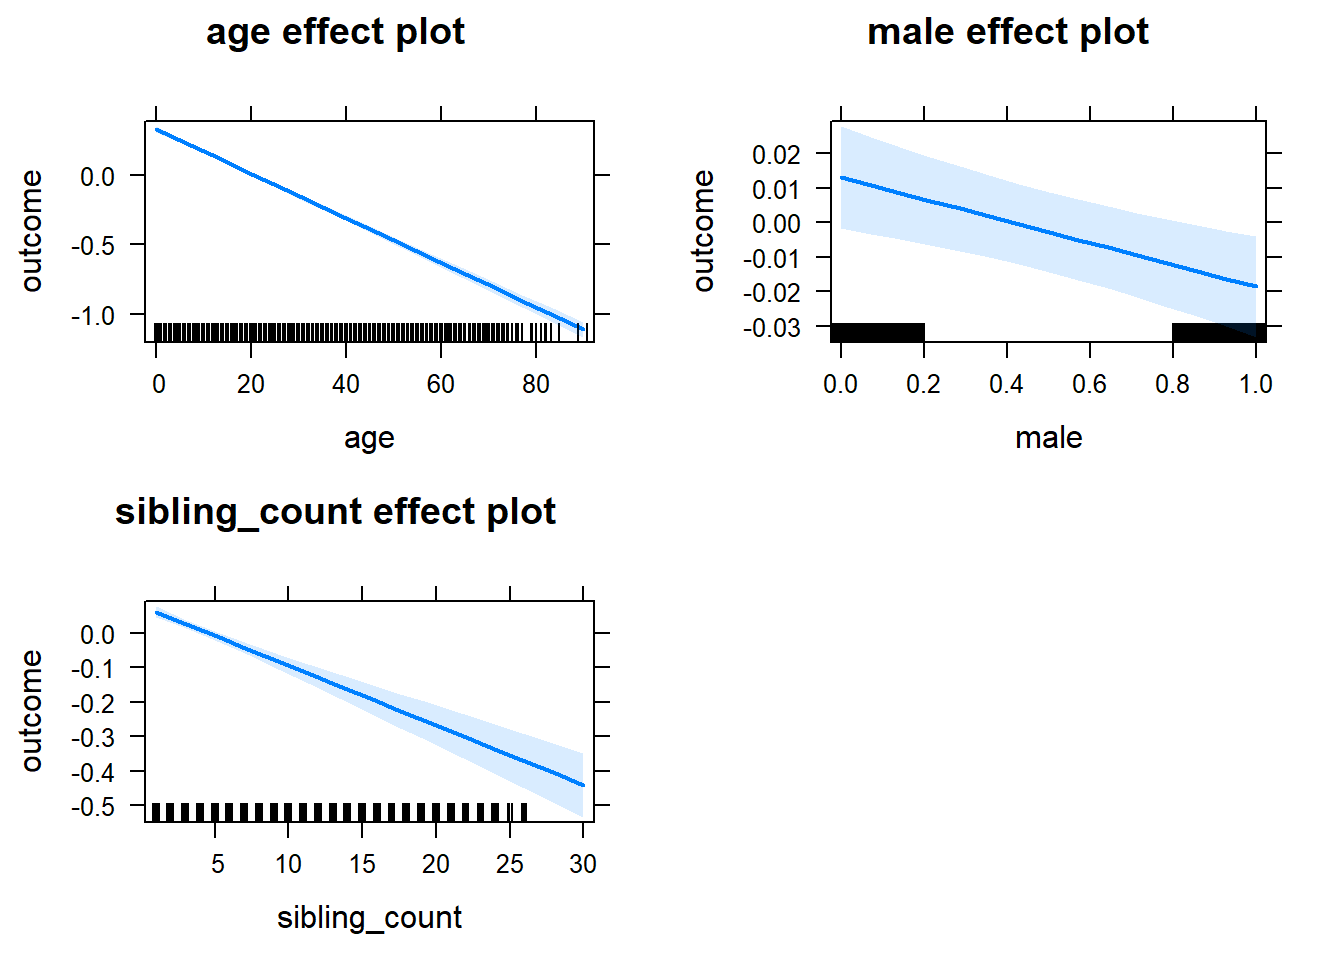 age effect plot
outcome
0.0
-0.5
-1.0
0 20 40 60 80
age
male effect plot
outcome
0.02
0.01
0.00
-0.01
-0.02
-0.03
0.0 0.2 0.4 0.6 0.8 1.0
male
sibling_count effect plot
outcome
0.0
-0.1
-0.2
-0.3
-0.4
-0.5
5 10 15 20 25 30
sibling_count